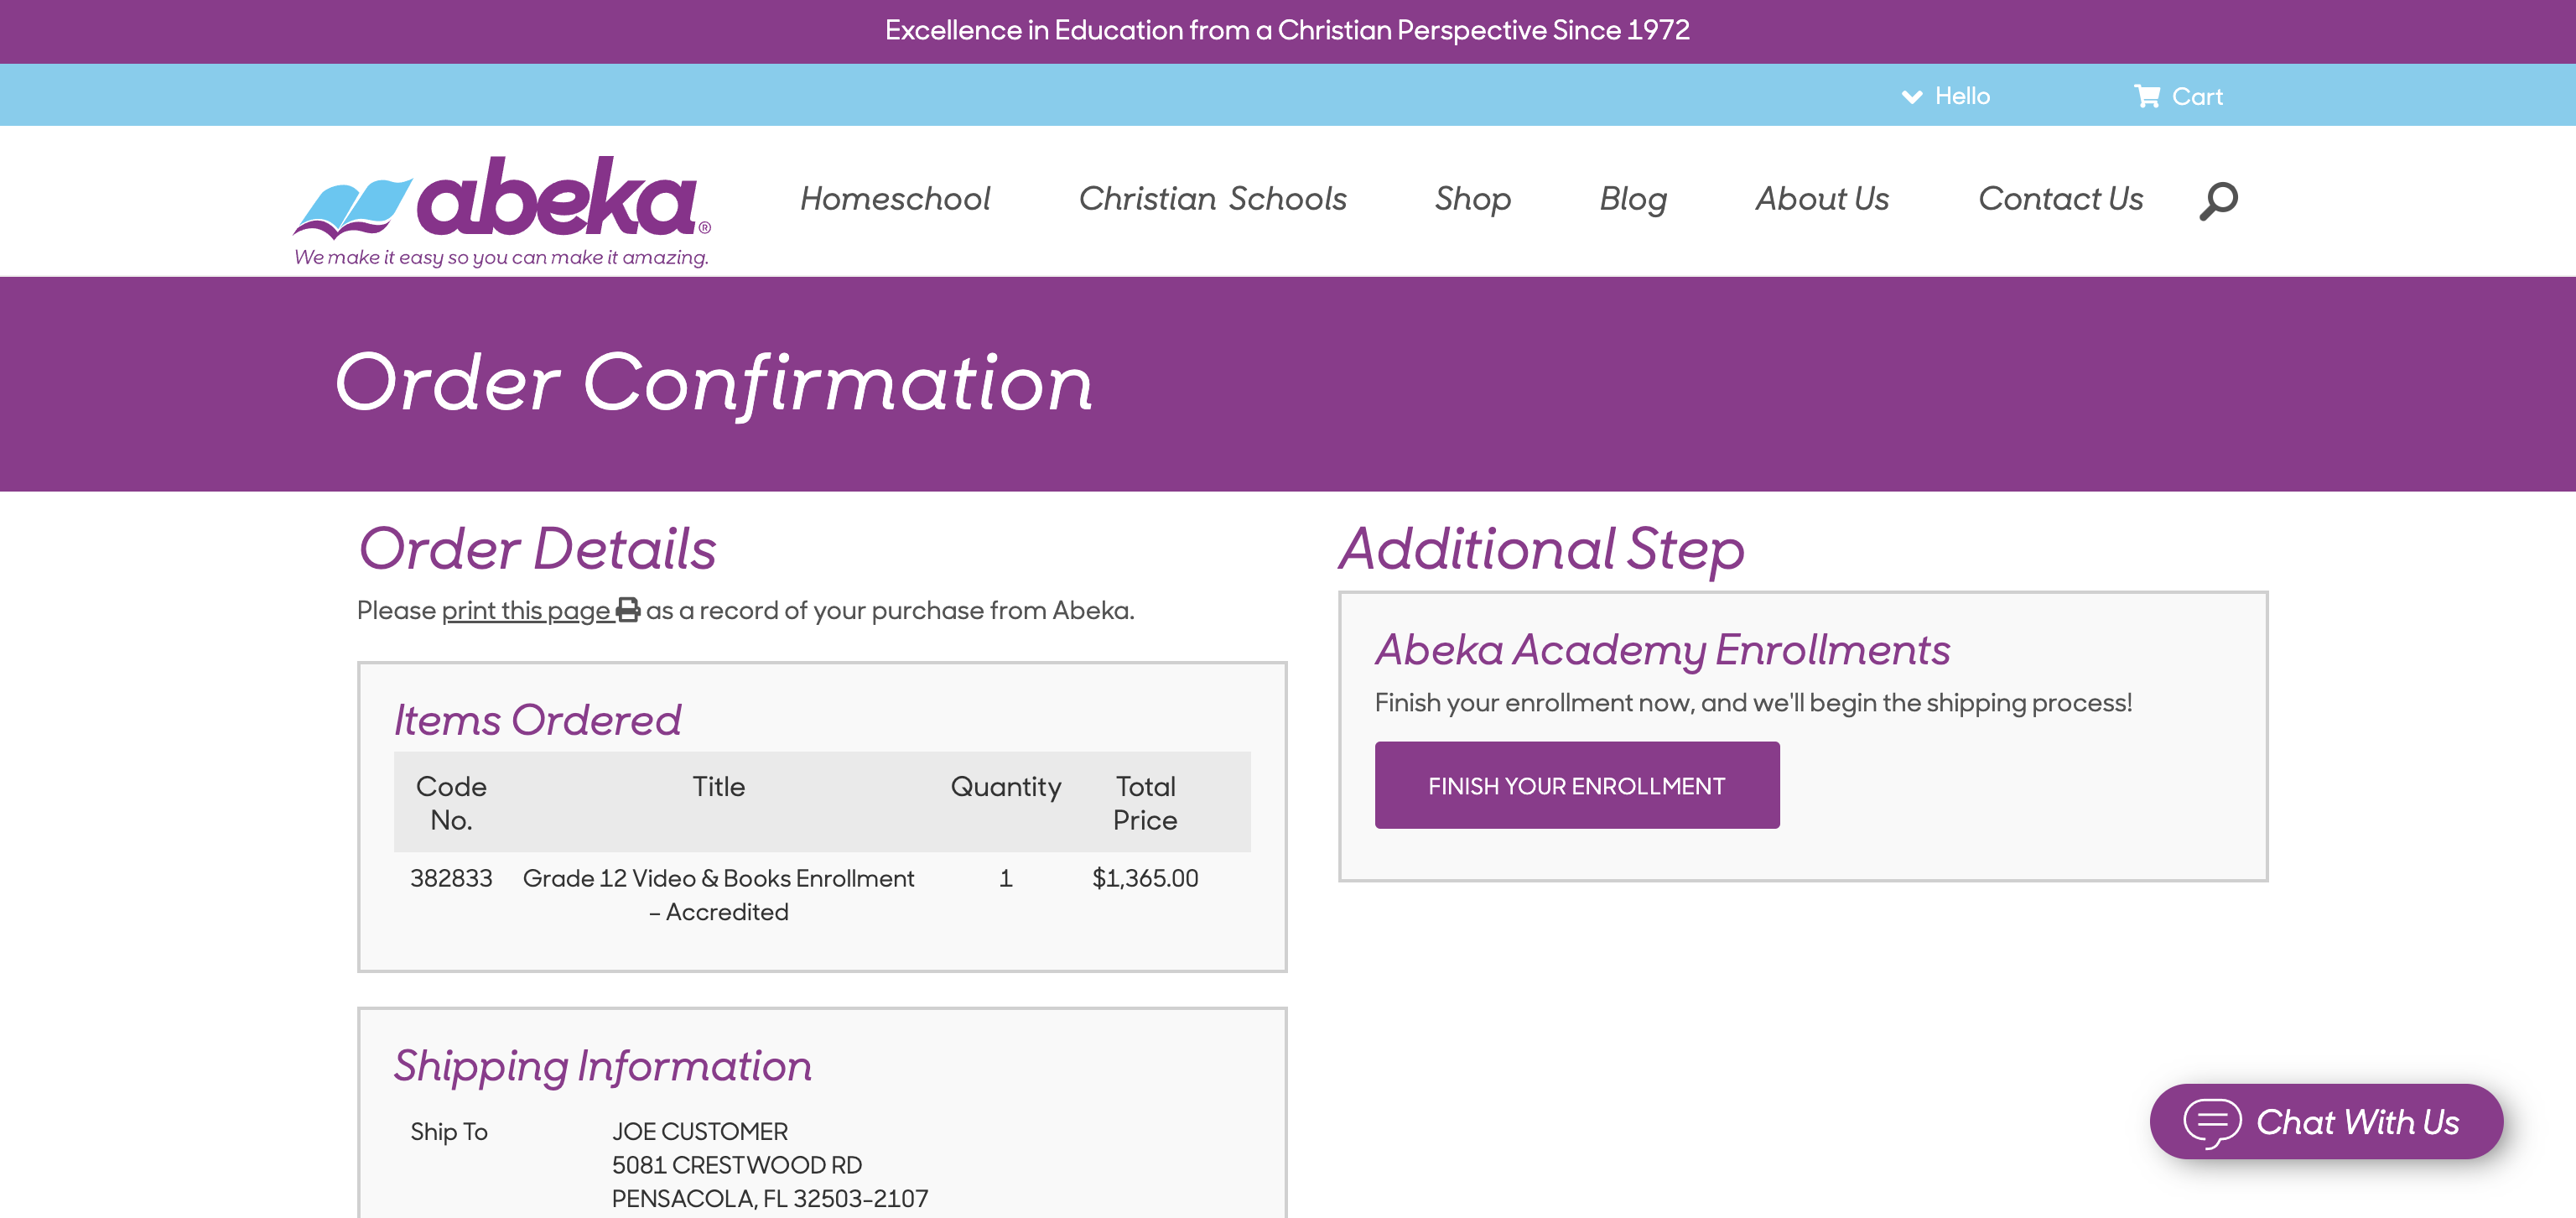 Excellence in Education from a Christian Perspective Since 1972
Hello
Cart
abeka®
We make it easy so you can make it amazing.
Homeschool
Christian Schools
Shop
Blog
About Us
Contact Us
Order Confirmation
Order Details
Please print this page as a record of your purchase from Abeka.
Items Ordered
Code No.
Title
Quantity
Total Price
382833
Grade 12 Video & Books Enrollment
– Accredited
1
$1,365.00
Shipping Information
Ship To
JOE CUSTOMER
5081 CRESTWOOD RD
PENSACOLA, FL 32503-2107
Additional Step
Abeka Academy Enrollments
Finish your enrollment now, and we'll begin the shipping process!
FINISH YOUR ENROLLMENT
Chat With Us